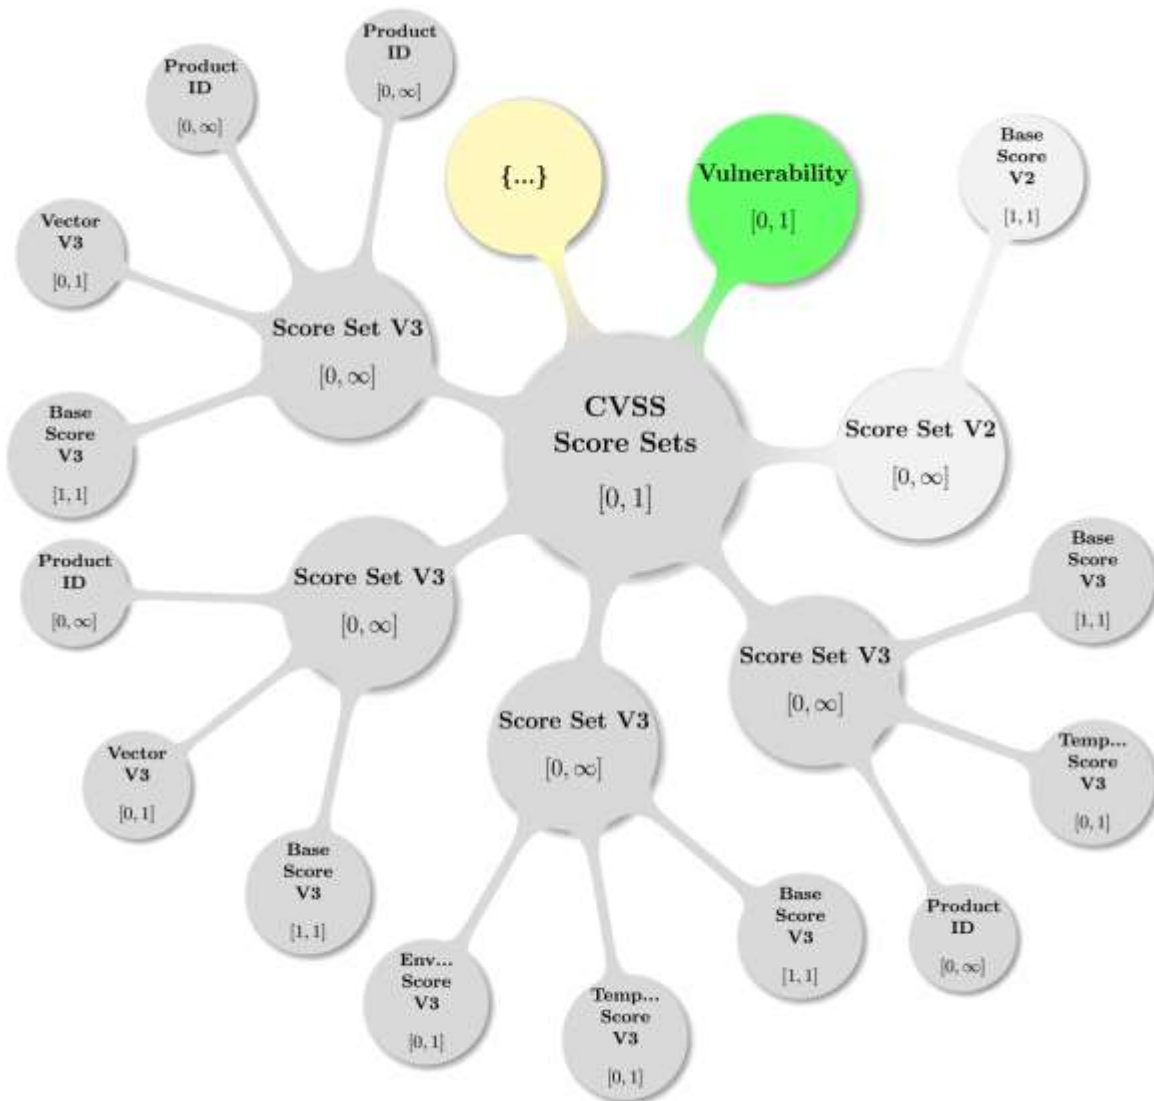 Product
ID
[0, ∞]
Product
ID
[0, ∞]
{...}
Vulnerability
[0, 1]
Base
Score
V2
[1, 1]
Vector
V3
[0, 1]
Score Set V3
[0, ∞]
Base
Score
V3
[1, 1]
CVSS
Score Sets
[0, 1]
Score Set V2
[0, ∞]
Product
ID
[0, ∞]
Score Set V3
[0, ∞]
Vector
V3
[0, 1]
Base
Score
V3
[1, 1]
Score Set V3
[0, ∞]
Env...
Score
V3
[0, 1]
Temp...
Score
V3
[0, 1]
Base
Score
V3
[1, 1]
Score Set V3
[0, ∞]
Base
Score
V3
[1, 1]
Temp...
Score
V3
[0, 1]
Product
ID
[0, ∞]